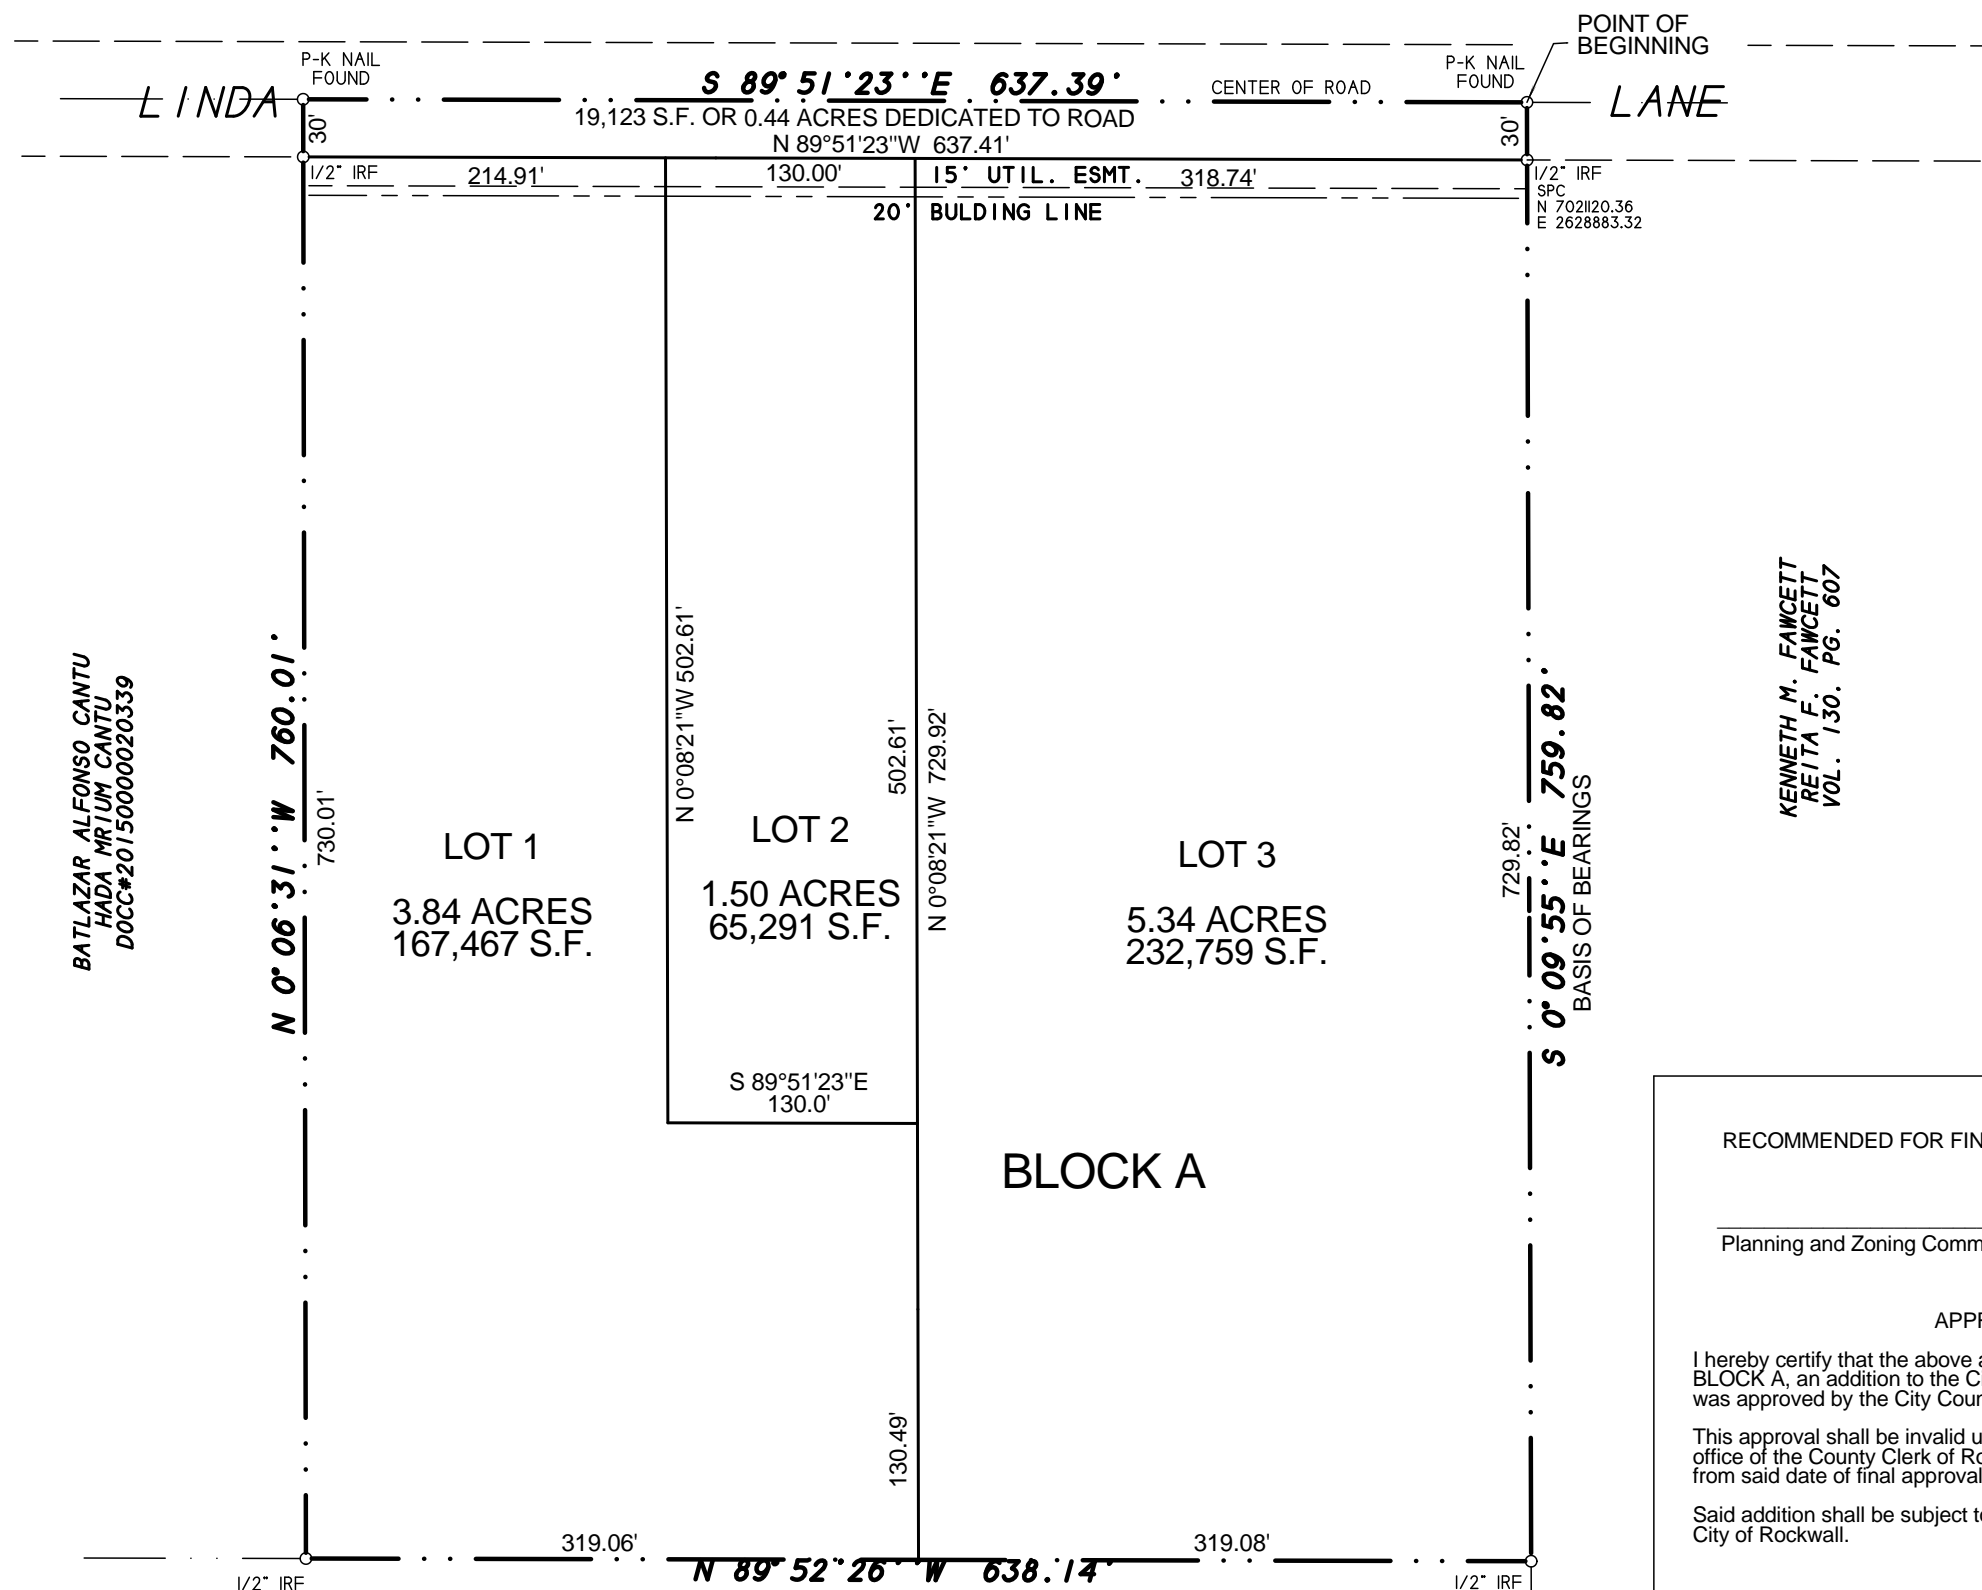 POINT OF
BEGINNING
P-K NAIL
FOUND
P-K NAIL
FOUND
LINDA
S 89°51'23''E 637.39'
CENTER OF ROAD
LANE
30'
19,123 S.F. OR 0.44 ACRES DEDICATED TO ROAD
30'
N 89°51'23"W 637.41'
1/2" IRF
214.91'
130.00'
15' UTIL. ESMT.
318.74'
1/2" IRF
SPC
N 7021120.36
E 2628883.32
20' BULDING LINE
BATLAZAR ALFONSO CANTU
HADA MRIUM CANTU
DOCC#20150000020339
N 0°06'31''W 760.01'
730.01'
N 0°08'21"W 502.61'
502.61'
N 0°08'21"W 729.92'
729.82'
S 0°09'55''E 759.82'
BASIS OF BEARINGS
KENNETH M. FAWCETT
REITA F. FAWCETT
VOL. 130. PG. 607
LOT 1
3.84 ACRES
167,467 S.F.
LOT 2
1.50 ACRES
65,291 S.F.
LOT 3
5.34 ACRES
232,759 S.F.
S 89°51'23"E
130.0'
BLOCK A
130.49'
319.06'
319.08'
N 89°52'26''W 638.14'
1/2" IRF
1/2" IRF
RECOMMENDED FOR FIN
Planning and Zoning Comm
APP
I hereby certify that the above a
BLOCK A, an addition to the C
was approved by the City Coun
This approval shall be invalid u
office of the County Clerk of Ro
from said date of final approval
Said addition shall be subject to
City of Rockwall.